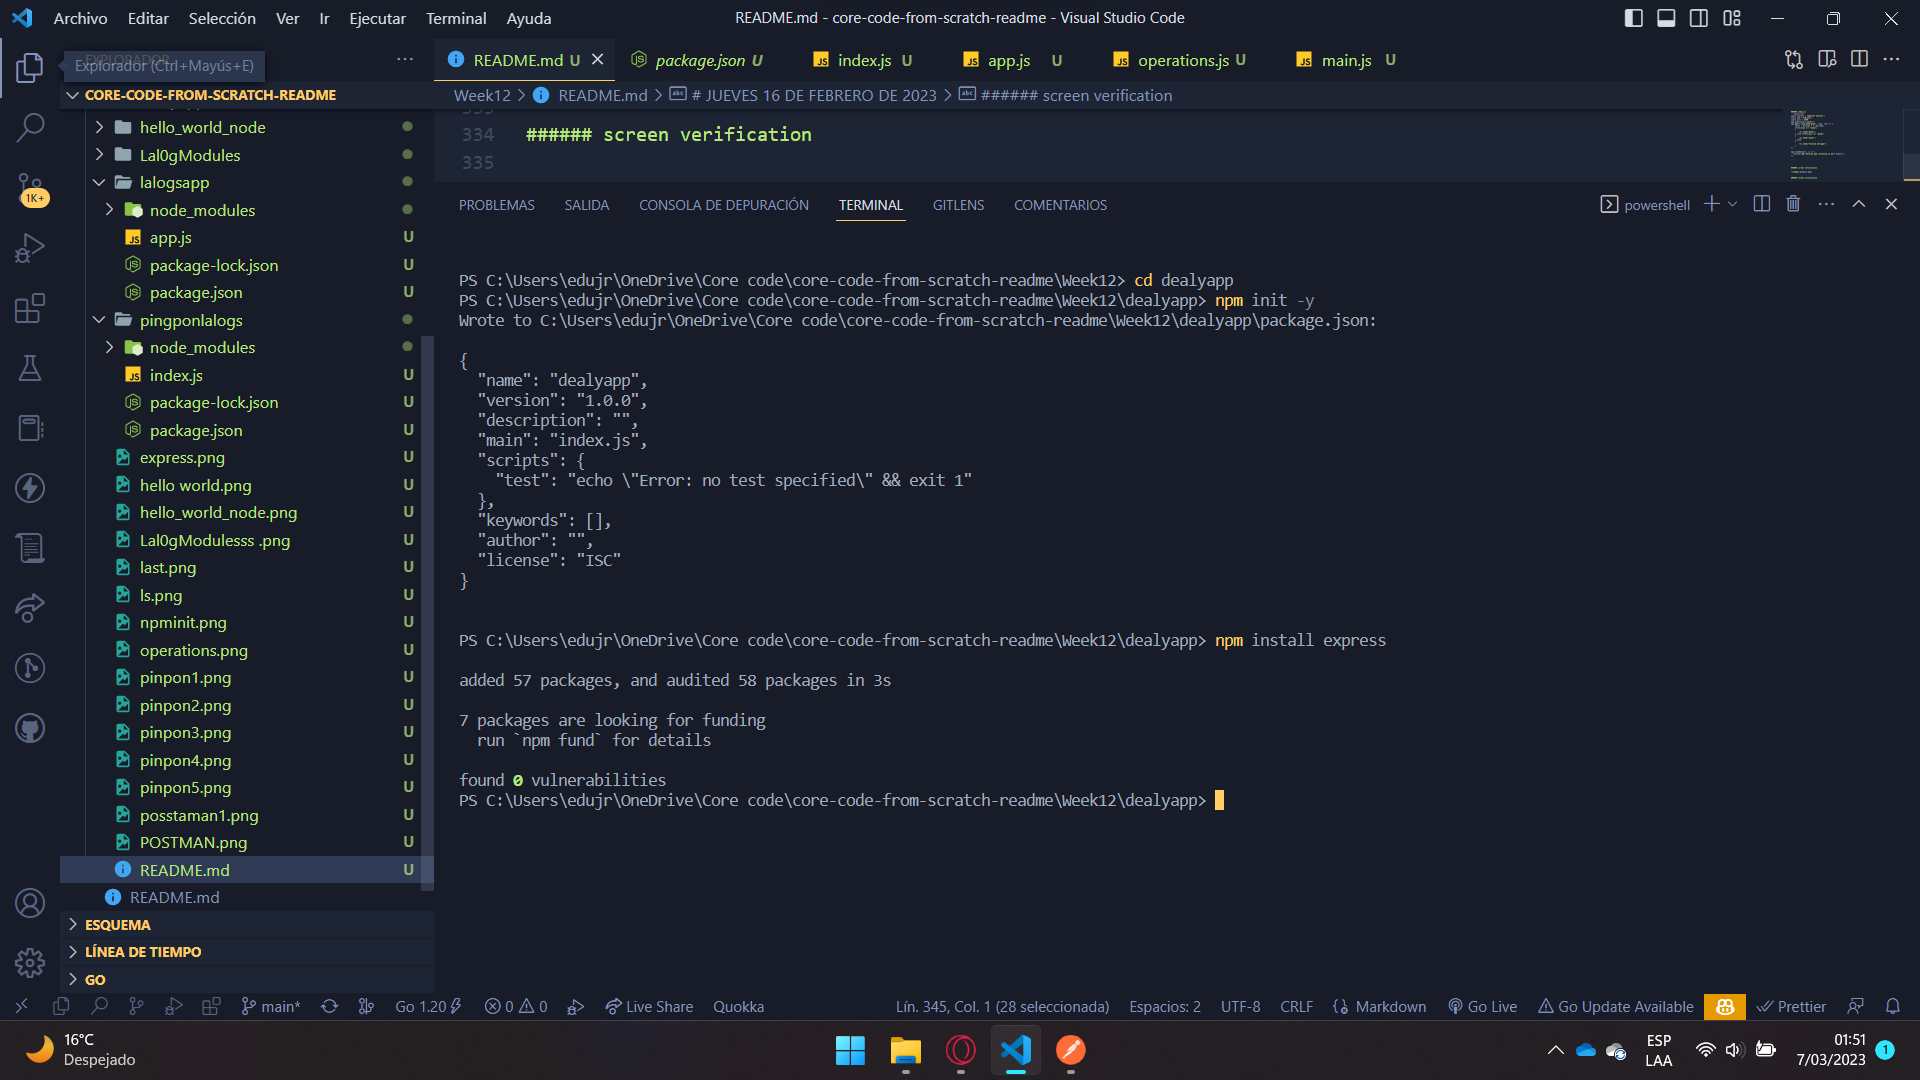 Archivo Editar Selección Ver Ir Ejecutar Terminal Ayuda
README.md - core-code-from-scratch-readme - Visual Studio Code
Explorador (Ctrl+Mayús+E)
README.md U
package.json U
index.js U
app.js U
operations.js U
main.js U
CORE-CODE-FROM-SCRATCH-README
Week12 > README.md > # JUEVES 16 DE FEBRERO DE 2023 > ###### screen verification
hello_world_node
Lal0gModules
lalogsapp
node_modules
app.js U
package-lock.json U
package.json U
pingponlalogs
node_modules
index.js U
package-lock.json U
package.json U
express.png U
hello world.png U
hello_world_node.png U
Lal0gModulesss .png U
last.png U
ls.png U
npminit.png U
operations.png U
pinpon1.png U
pinpon2.png U
pinpon3.png U
pinpon4.png U
pinpon5.png U
posstaman1.png U
POSTMAN.png U
README.md U
README.md
ESQUEMA
LÍNEA DE TIEMPO
GO
1K+
334 ###### screen verification
335
PROBLEMAS SALIDA CONSOLA DE DEPURACIÓN TERMINAL GITLENS COMENTARIOS
powershell
PS C:\Users\edujr\OneDrive\Core code\core-code-from-scratch-readme\Week12> cd dealyapp
PS C:\Users\edujr\OneDrive\Core code\core-code-from-scratch-readme\Week12\dealyapp> npm init -y
Wrote to C:\Users\edujr\OneDrive\Core code\core-code-from-scratch-readme\Week12\dealyapp\package.json:
{
"name": "dealyapp",
"version": "1.0.0",
"description": "",
"main": "index.js",
"scripts": {
"test": "echo \"Error: no test specified\" && exit 1"
},
"keywords": [],
"author": "",
"license": "ISC"
}
PS C:\Users\edujr\OneDrive\Core code\core-code-from-scratch-readme\Week12\dealyapp> npm install express
added 57 packages, and audited 58 packages in 3s
7 packages are looking for funding
run `npm fund` for details
found 0 vulnerabilities
PS C:\Users\edujr\OneDrive\Core code\core-code-from-scratch-readme\Week12\dealyapp>
main* Go 1.20 0 0 Live Share Quokka
Lín. 345, Col. 1 (28 seleccionada) Espacios: 2 UTF-8 CRLF Markdown Go Live Go Update Available Prettier
16°C
Despejado
ESP
LAA
01:51
7/03/2023
1